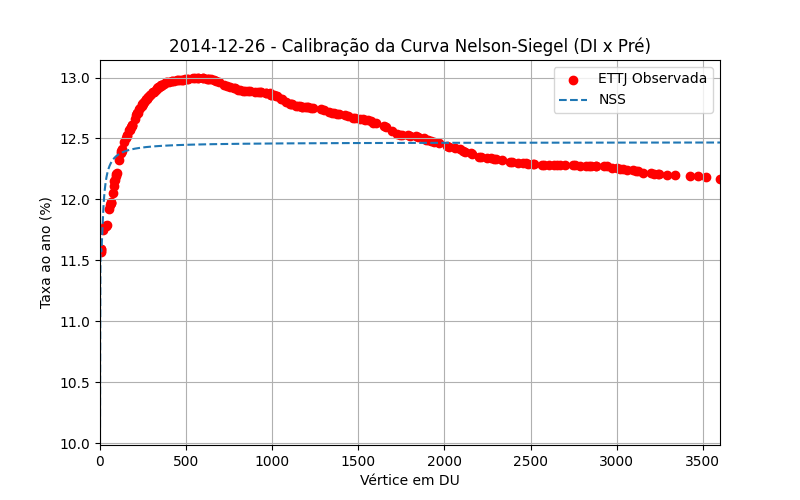 2014-12-26 - Calibração da Curva Nelson-Siegel (DI x Pré)
ETTJ Observada
NSS
Taxa ao ano (%)
13.0
12.5
12.0
11.5
11.0
10.5
10.0
0 500 1000 1500 2000 2500 3000 3500
Vértice em DU